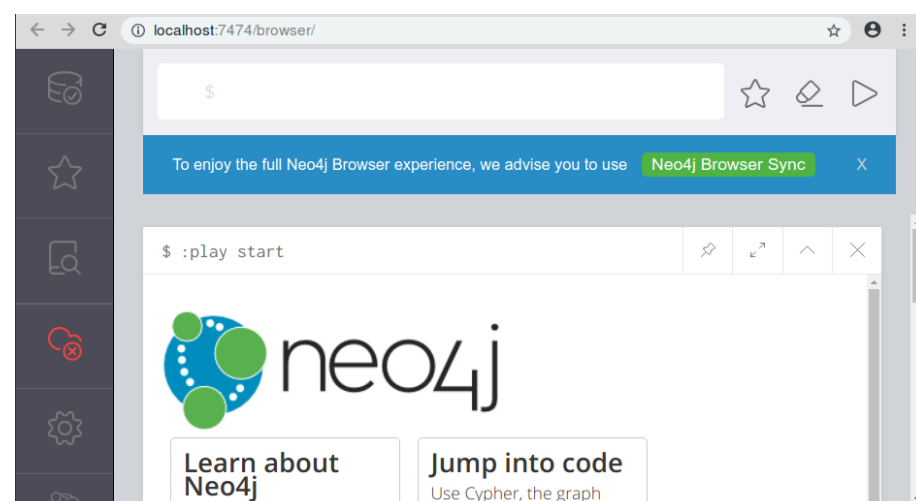 localhost:7474/browser/
$
To enjoy the full Neo4j Browser experience, we advise you to use Neo4j Browser Sync X
$ :play start
neo4j
Learn about
Neo4j
Jump into code
Use Cypher, the graph